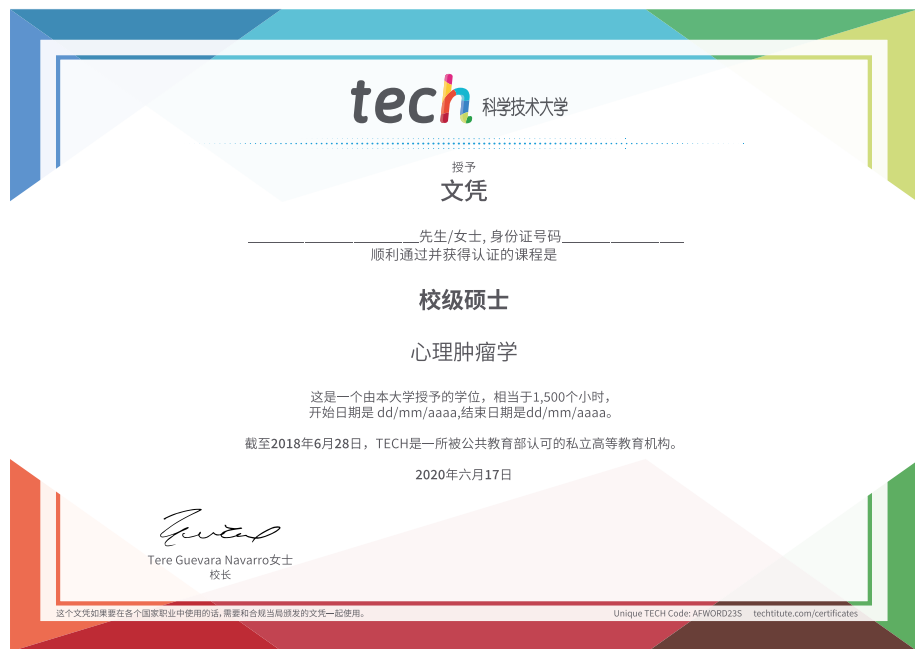 tech 科学技术大学
授予
文凭
______________________先生/女士, 身份证号码________________
顺利通过并获得认证的课程是
校级硕士
心理肿瘤学
这是一个由本大学授予的学位，相当于1,500个小时，
开始日期是 dd/mm/aaaa,结束日期是dd/mm/aaaa。
截至2018年6月28日，TECH是一所被公共教育部认可的私立高等教育机构。
2020年六月17日
Tere Guevara Navarro女士
校长
这个文凭如果要在各个国家职业中使用的话,需要和合规当局颁发的文凭一起使用。
Unique TECH Code: AFWORD23S techtitute.com/certificates